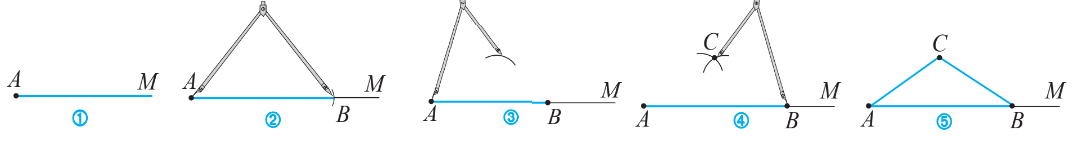 A M ①
A B M ②
A B M ③
C A B M ④
C A B M ⑤